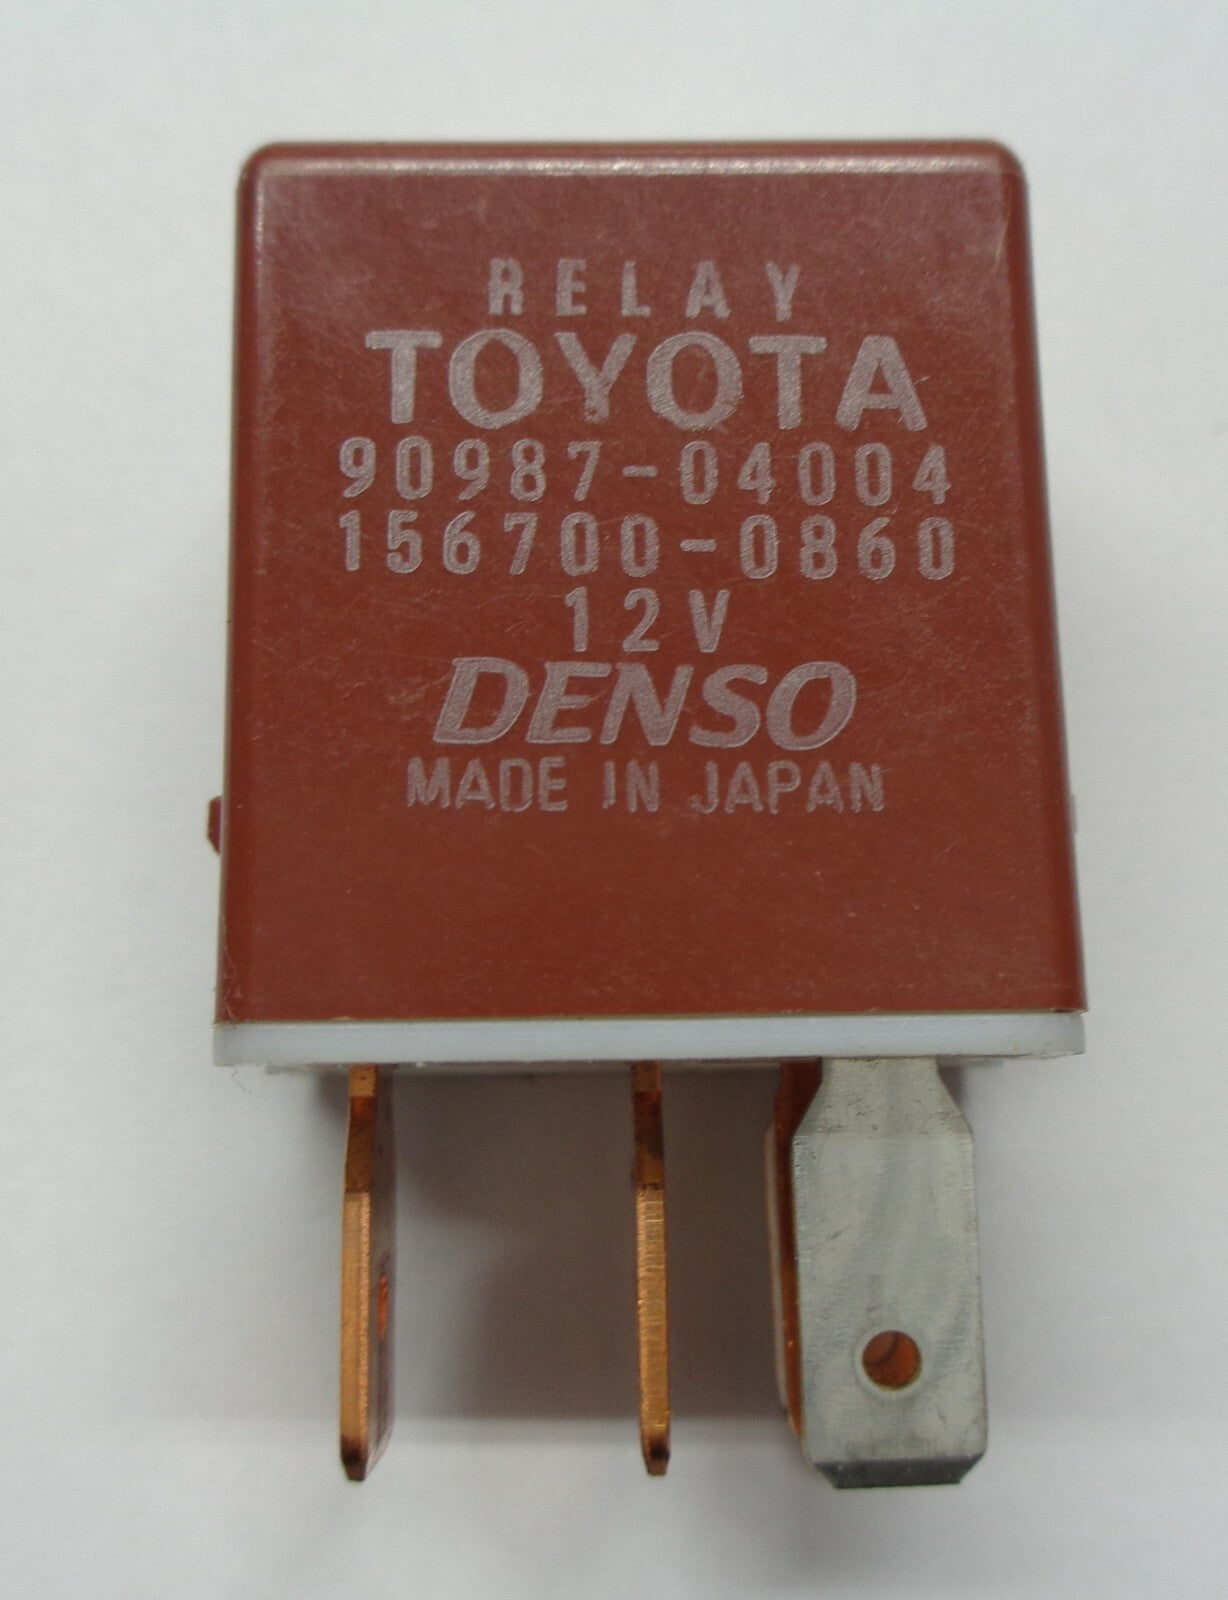 RELAY
TOYOTA
90987-04004
156700-0860
12V
DENSO
MADE IN JAPAN